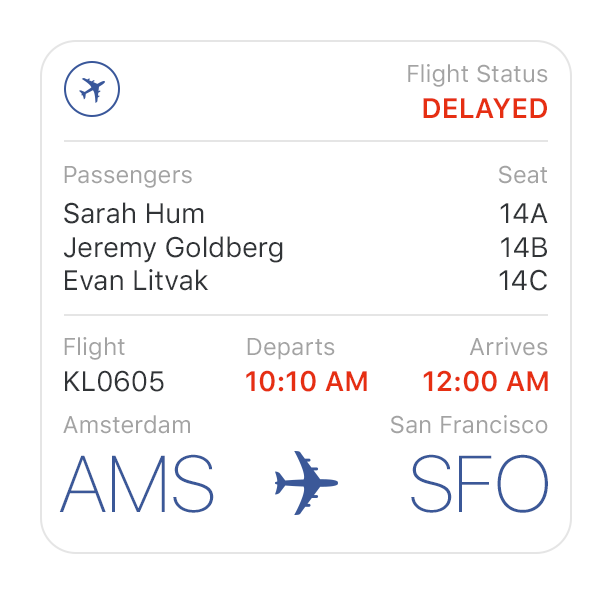 Flight Status
DELAYED
Passengers Seat
Sarah Hum 14A
Jeremy Goldberg 14B
Evan Litvak 14C
Flight Departs Arrives
KL0605 10:10 AM 12:00 AM
Amsterdam San Francisco
AMS SFO